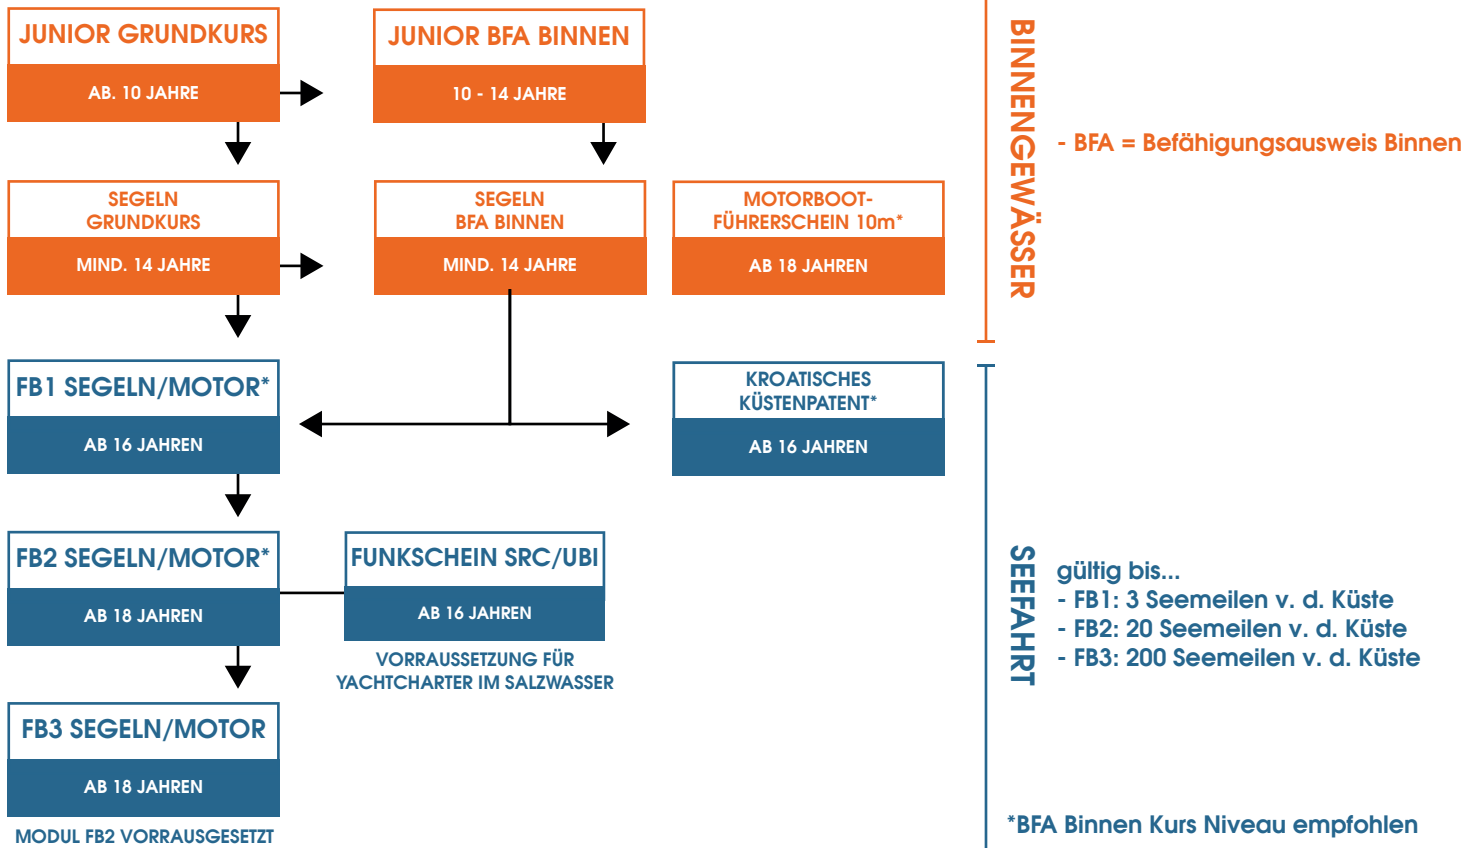 JUNIOR GRUNDKURS
AB. 10 JAHRE
JUNIOR BFA BINNEN
10 - 14 JAHRE
SEGELN
GRUNDKURS
MIND. 14 JAHRE
SEGELN
BFA BINNEN
MIND. 14 JAHRE
MOTORBOOT-
FÜHRERSCHEIN 10m*
AB 18 JAHREN
BINNENGEWÄSSER
- BFA = Befähigungsausweis Binnen
FB1 SEGELN/MOTOR*
AB 16 JAHREN
KROATISCHES
KÜSTENPATENT*
AB 16 JAHREN
FB2 SEGELN/MOTOR*
AB 18 JAHREN
FUNKSCHEIN SRC/UBI
AB 16 JAHREN
VORRAUSSETZUNG FÜR
YACHTCHARTER IM SALZWASSER
FB3 SEGELN/MOTOR
AB 18 JAHREN
MODUL FB2 VORRAUSGESETZT
SEEFAHRT
gültig bis...
- FB1: 3 Seemeilen v. d. Küste
- FB2: 20 Seemeilen v. d. Küste
- FB3: 200 Seemeilen v. d. Küste
*BFA Binnen Kurs Niveau empfohlen